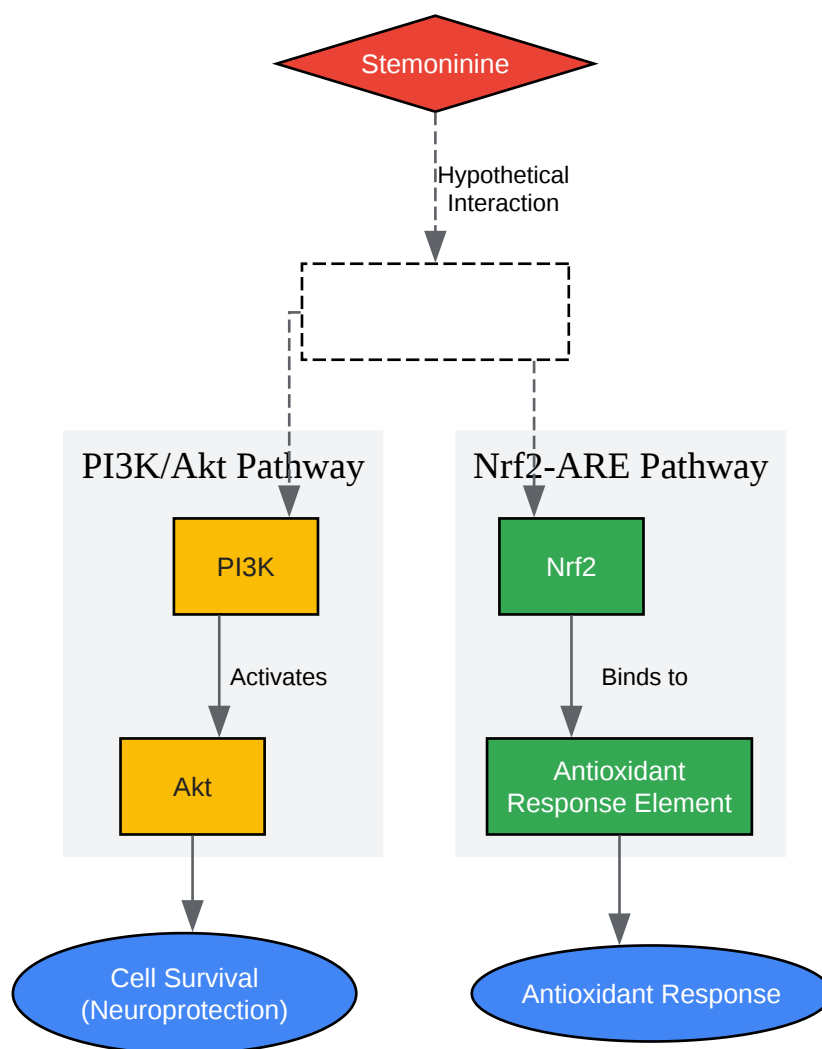 Stemoninine
Hypothetical
Interaction
PI3K/Akt Pathway
Nrf2-ARE Pathway
PI3K
Nrf2
Activates
Binds to
Akt
Antioxidant
Response Element
Cell Survival
(Neuroprotection)
Antioxidant Response